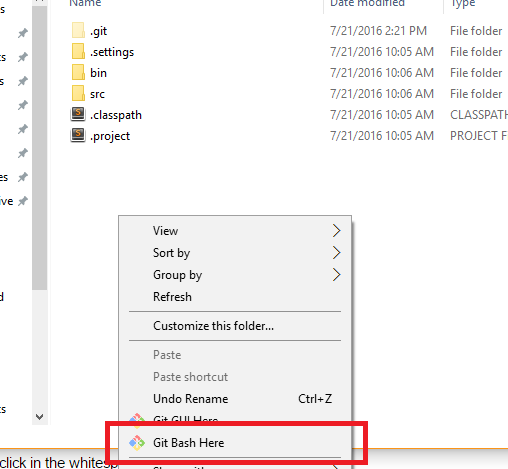 Name Date modified Type
.git 7/21/2016 2:21 PM File folder
.settings 7/21/2016 10:05 AM File folder
bin 7/21/2016 10:06 AM File folder
src 7/21/2016 10:06 AM File folder
.classpath 7/21/2016 10:05 AM CLASSPATH
.project 7/21/2016 10:05 AM PROJECT F
View
Sort by
Group by
Refresh
Customize this folder...
Paste
Paste shortcut
Undo Rename Ctrl+Z
Git GUI Here
Git Bash Here
click in the whitesp